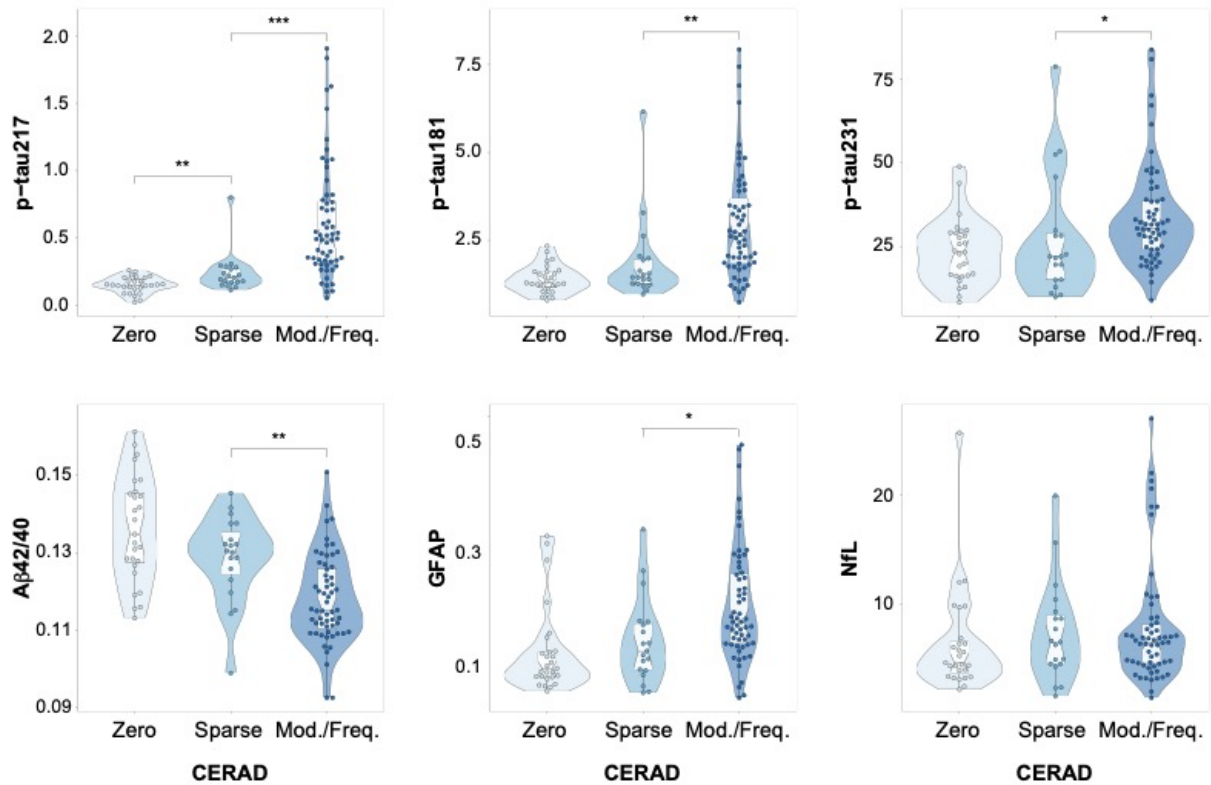 ***
2.0
1.5
1.0
0.5
0.0
p-tau217
**
Zero Sparse Mod./Freq.
**
7.5
5.0
2.5
p-tau181
Zero Sparse Mod./Freq.
*
75
50
25
p-tau231
Zero Sparse Mod./Freq.
**
0.15
0.13
0.11
0.09
Aβ42/40
Zero Sparse Mod./Freq.
CERAD
*
0.5
0.3
0.1
GFAP
Zero Sparse Mod./Freq.
CERAD
20
10
NfL
Zero Sparse Mod./Freq.
CERAD